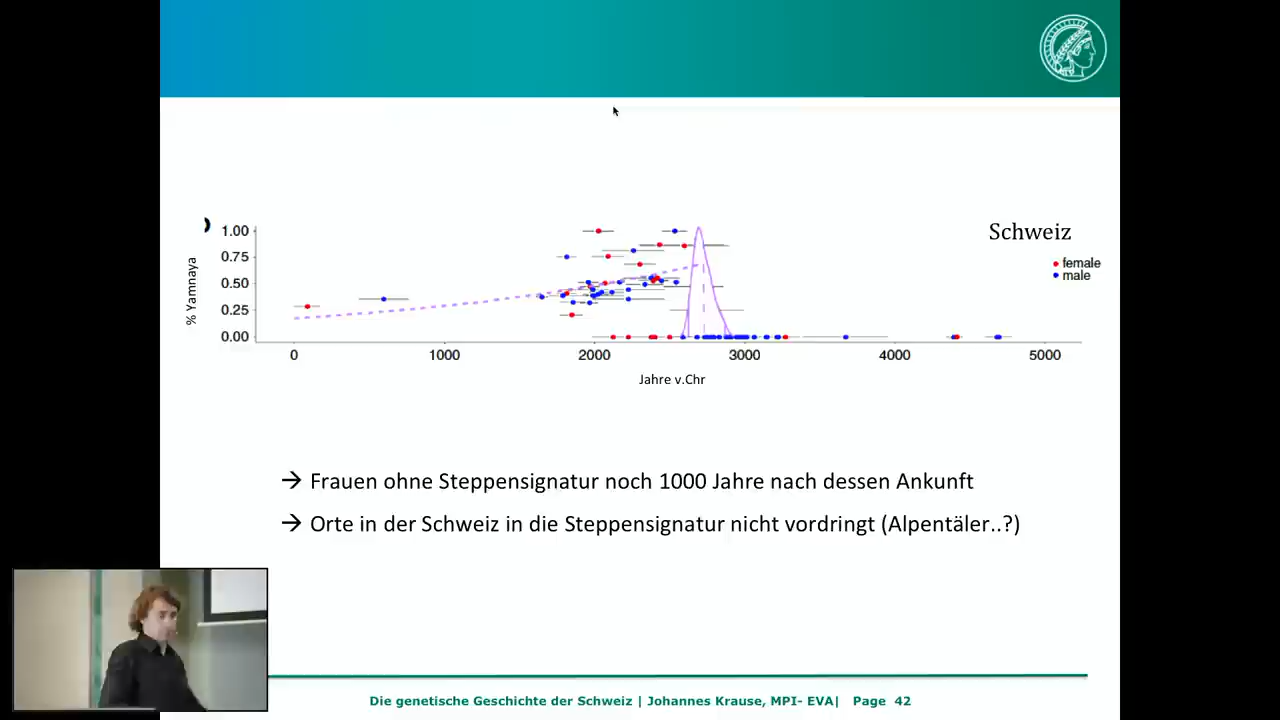 Schweiz
female
male
% Yamnaya
1.00
0.75
0.50
0.25
0.00
0 1000 2000 3000 4000 5000
Jahre v.Chr
→ Frauen ohne Steppensignatur noch 1000 Jahre nach dessen Ankunft
→ Orte in der Schweiz in die Steppensignatur nicht vordringt (Alpentäler..?)
Die genetische Geschichte der Schweiz | Johannes Krause, MPI- EVA| Page 42